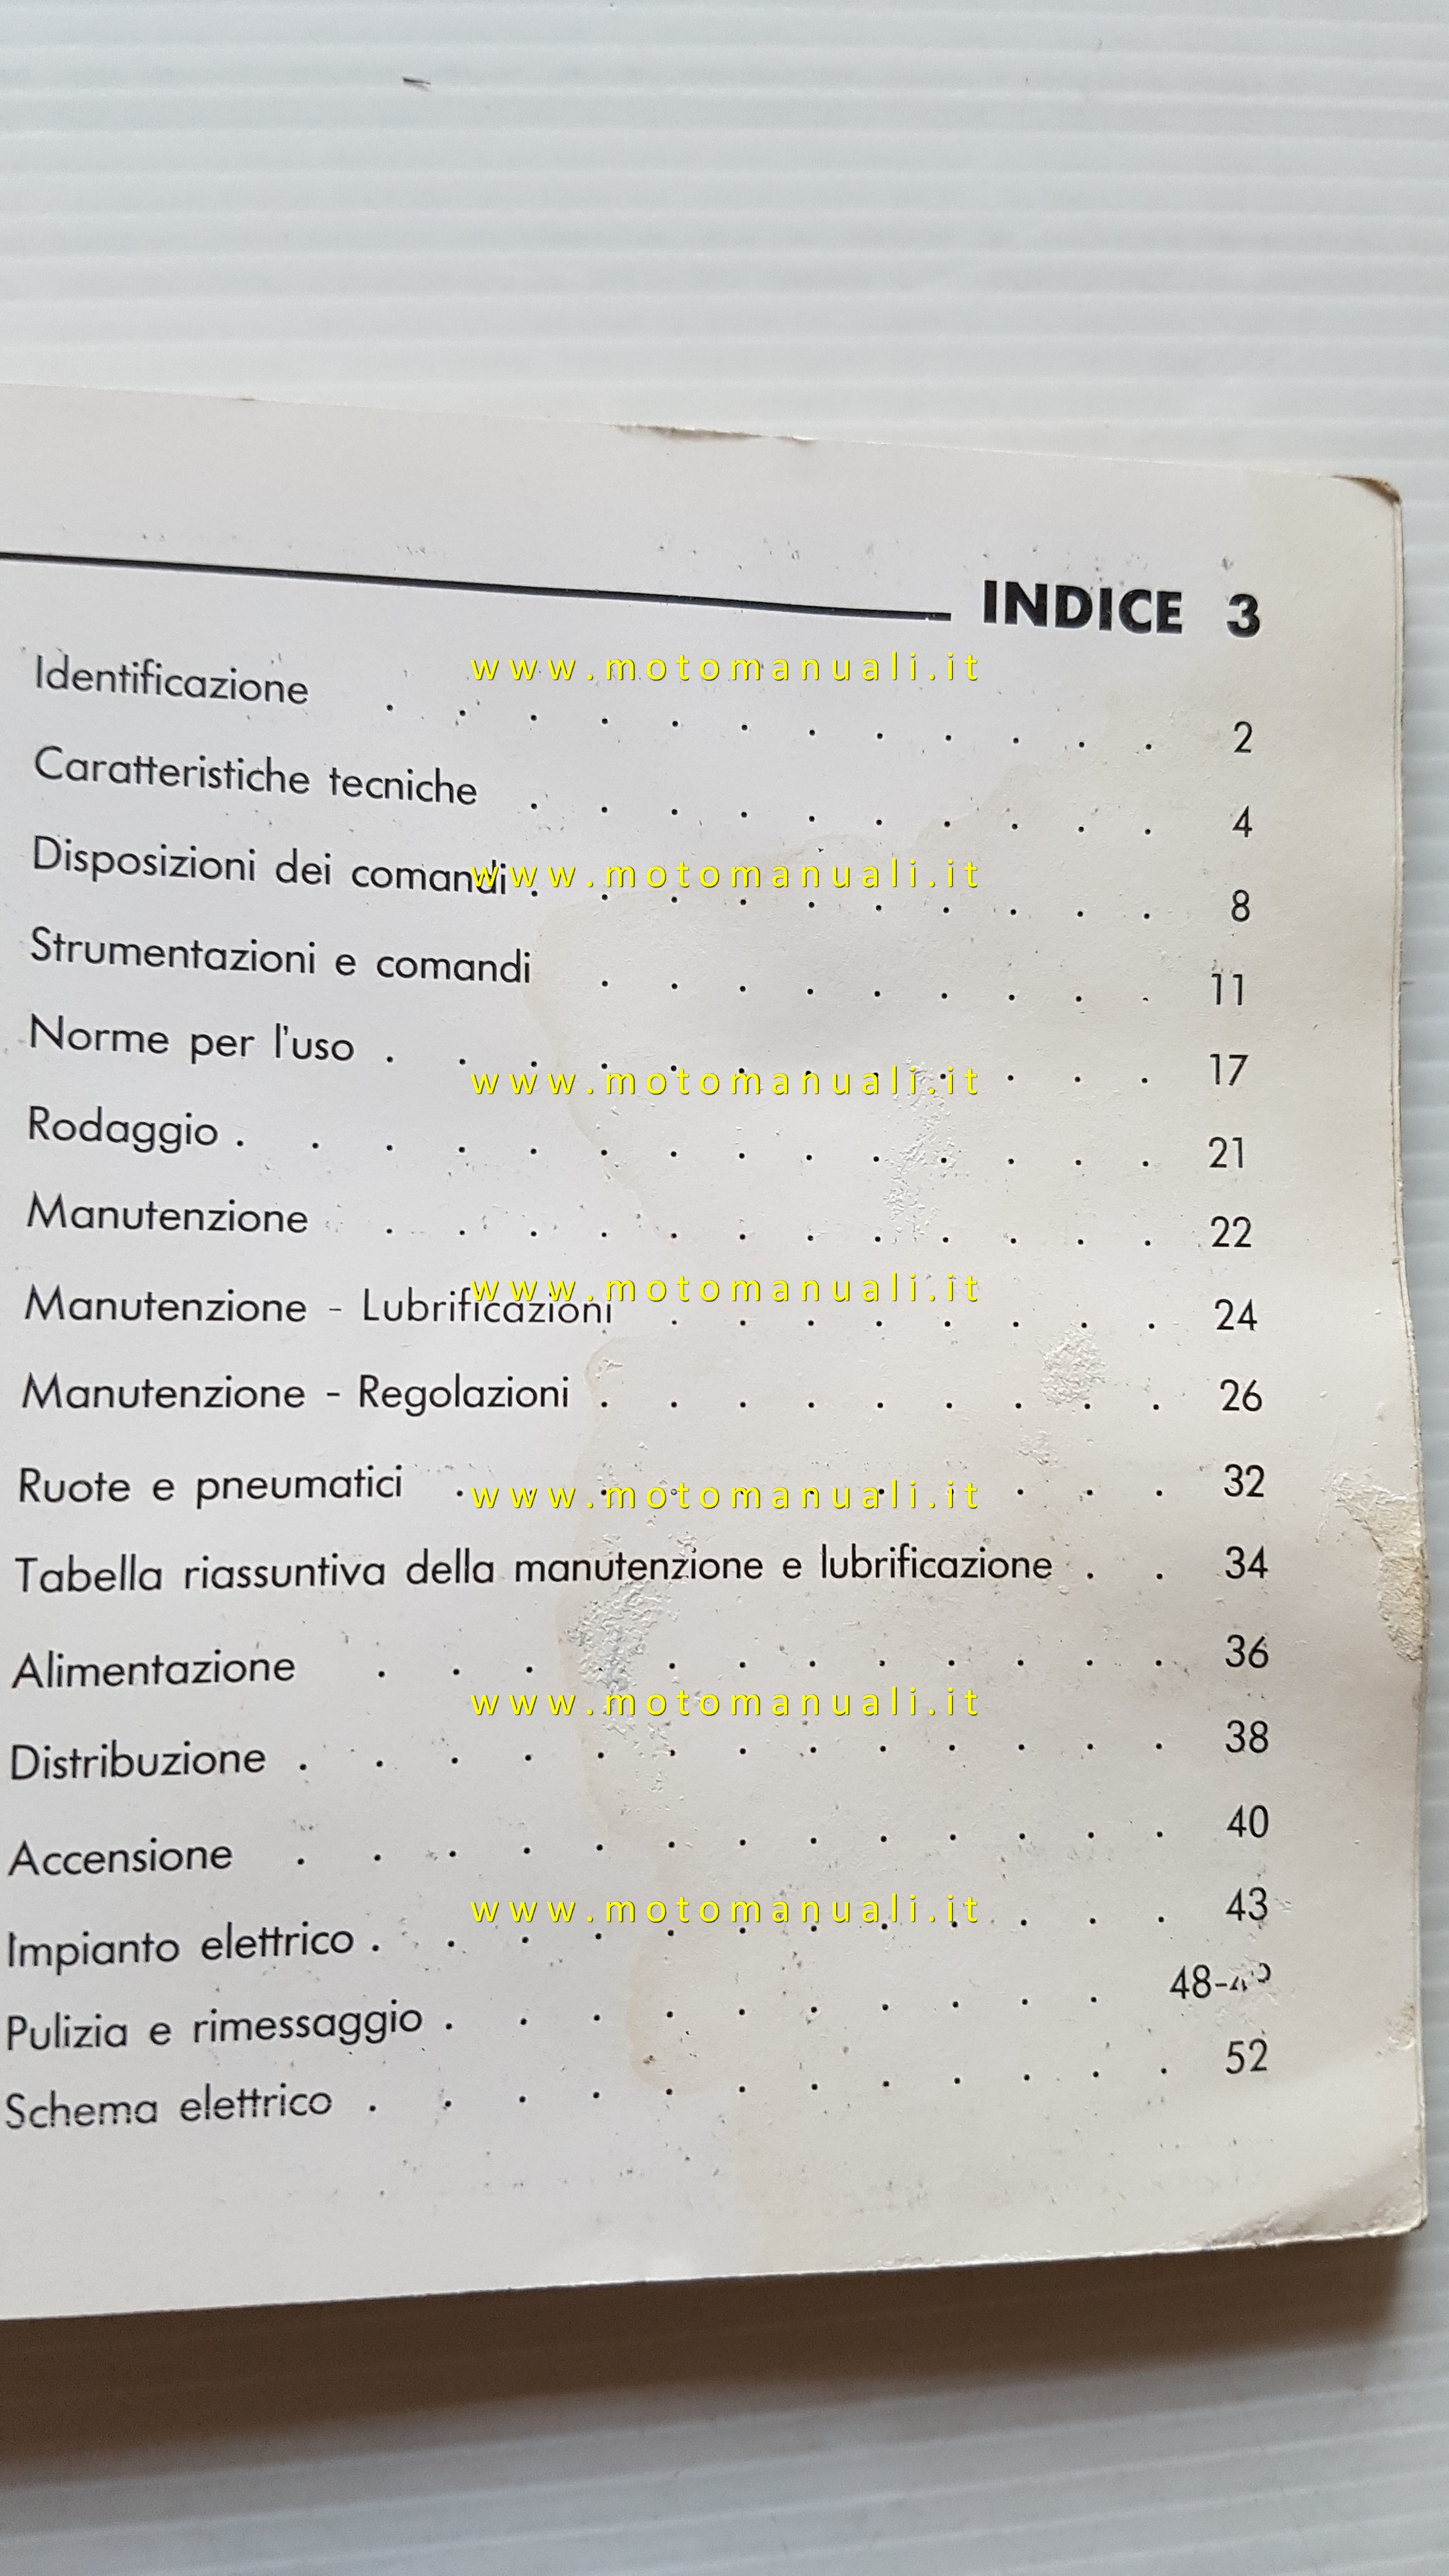 INDICE 3
www.motomanuali.it
Identificazione . . . . . . . . . . . . 2
Caratteristiche tecniche . . . . . . . . . . 4
www.motomanuali.it
Disposizioni dei comandi . . . . . . . . . . 8
Strumentazioni e comandi . . . . . . . . . 11
Norme per l'uso . . . . . . . . . . . . 17
www.motomanuali.it
Rodaggio . . . . . . . . . . . . . . 21
Manutenzione . . . . . . . . . . . . 22
www.motomanuali.it
Manutenzione - Lubrificazioni . . . . . . . . 24
Manutenzione - Regolazioni . . . . . . . . . 26
Ruote e pneumatici . . . . . . . . . . . 32
www.motomanuali.it
Tabella riassuntiva della manutenzione e lubrificazione . . 34
Alimentazione . . . . . . . . . . . . 36
www.motomanuali.it
Distribuzione . . . . . . . . . . . . . 38
Accensione . . . . . . . . . . . . . 40
www.motomanuali.it
Impianto elettrico . . . . . . . . . . . . 43
Pulizia e rimessaggio . . . . . . . . . . 48-
Schema elettrico . . . . . . . . . . . . 52